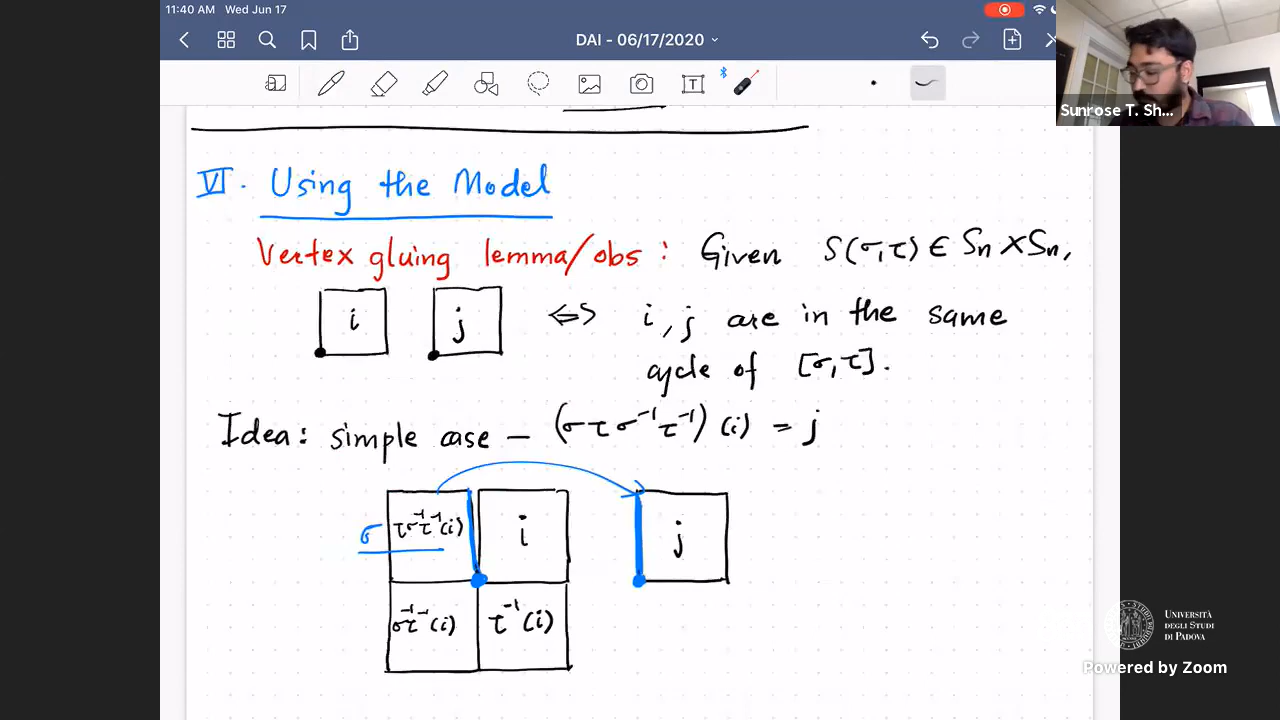 11:40 AM Wed Jun 17
DAI - 06/17/2020
T
Sunrose T. Sh...
VI. Using the Model
Vertex gluing lemma/obs: Given S(σ,τ) ∈ Sn × Sn,
i j ⇔ i, j are in the same
cycle of [σ,τ].
Idea: simple case — (στσ⁻¹τ⁻¹)(i) = j
σ τσ⁻¹τ⁻¹(i) i j
σ⁻¹τ⁻¹(i) τ⁻¹(i)
UNIVERSITÀ
DEGLI STUDI
DI PADOVA
Powered by Zoom